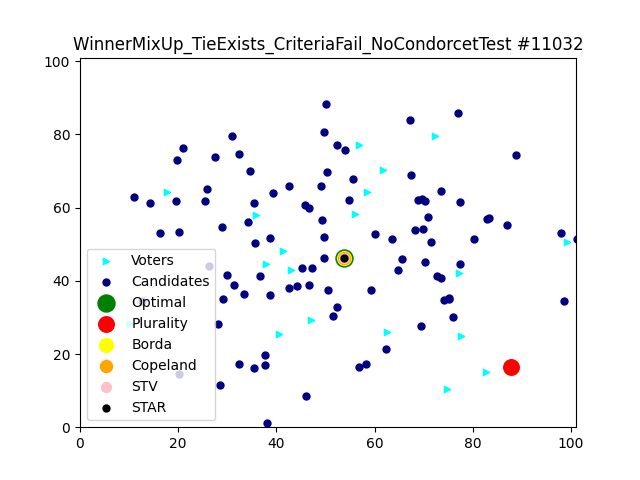 WinnerMixUp_TieExists_CriteriaFail_NoCondorcetTest #11032
100
80
60
40
20
0
Voters
Candidates
Optimal
Plurality
Borda
Copeland
STV
STAR
0 20 40 60 80 100